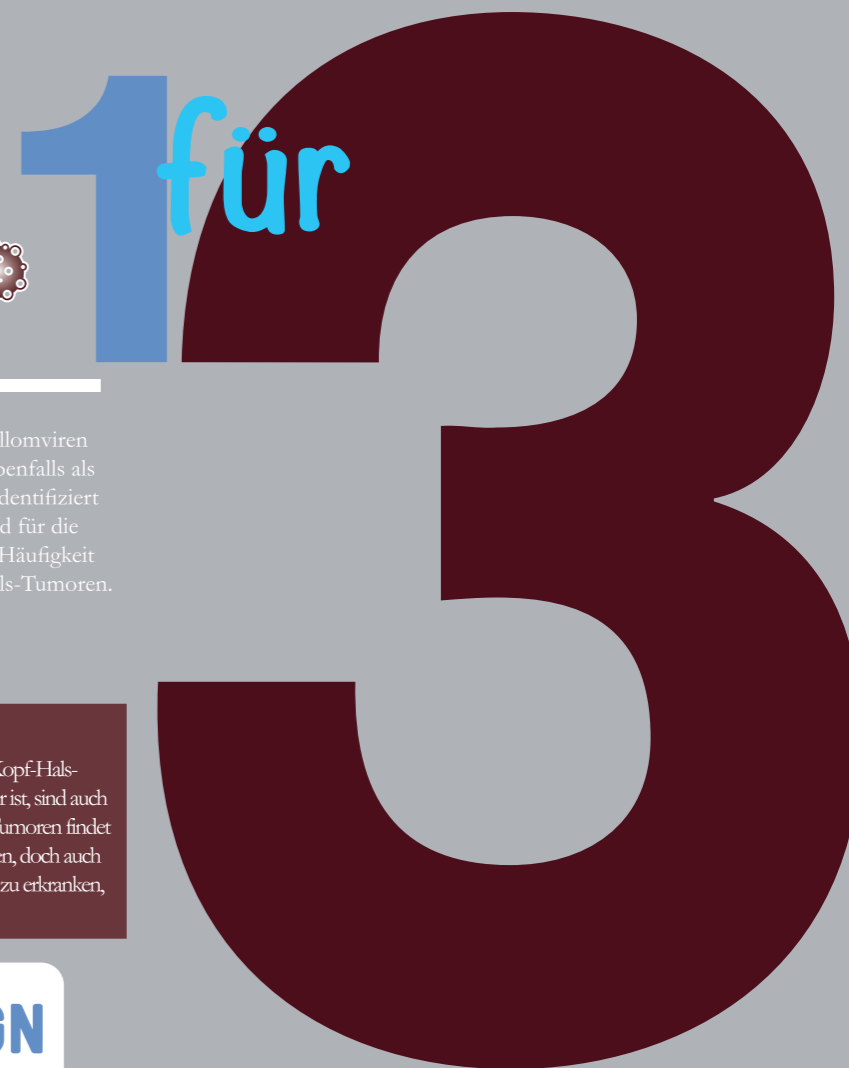 1 für 3
llomviren
benfalls als
dentifiziert
d für die
Häufigkeit
ls-Tumoren.
Kopf-Hals-
r ist, sind auch
Tumoren findet
en, doch auch
zu erkranken,
GN